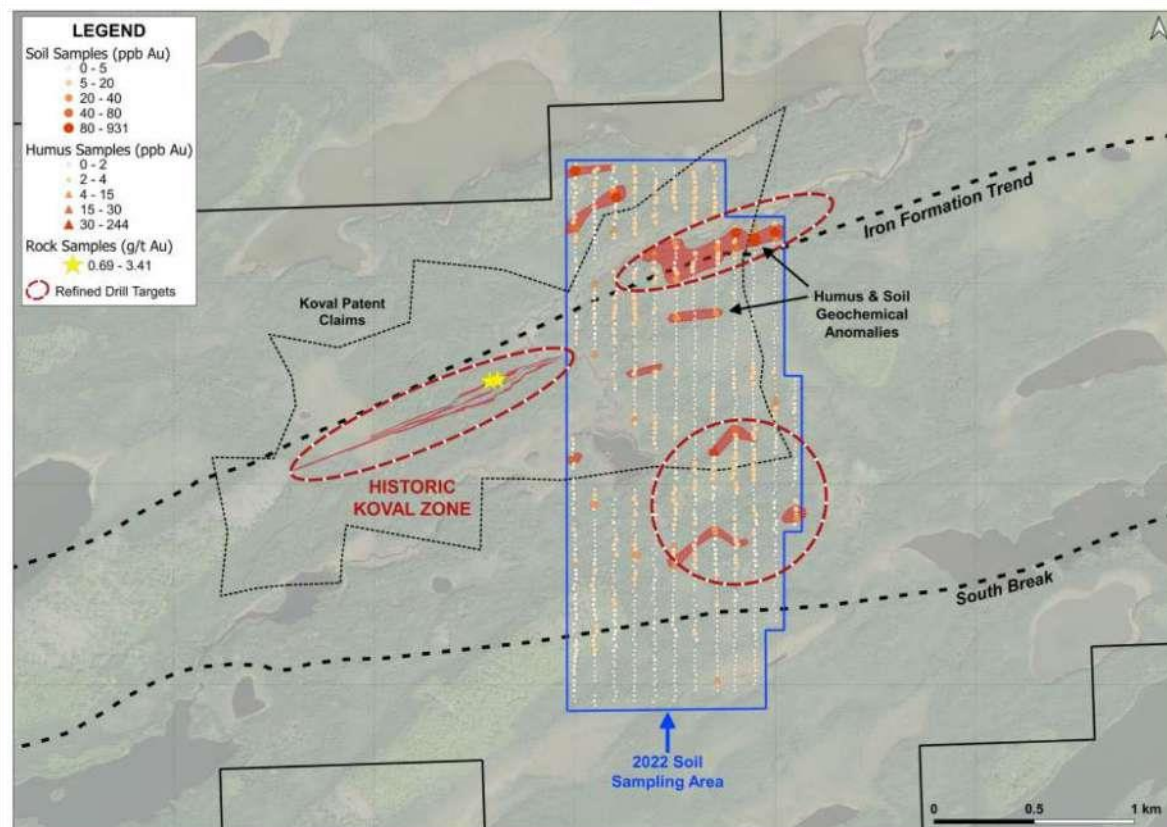 LEGEND
Soil Samples (ppb Au)
0 - 5
5 - 20
20 - 40
40 - 80
80 - 931
Humus Samples (ppb Au)
0 - 2
2 - 4
4 - 15
15 - 30
30 - 244
Rock Samples (g/t Au)
0.69 - 3.41
Refined Drill Targets
Iron Formation Trend
Koval Patent
Claims
Humus & Soil
Geochemical
Anomalies
HISTORIC
KOVAL ZONE
South Break
2022 Soil
Sampling Area
0 0.5 1 km